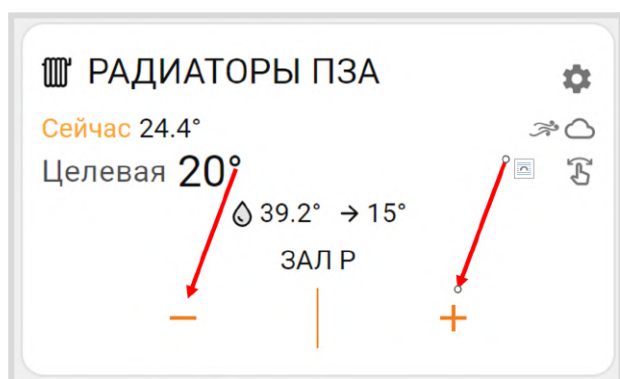 РАДИАТОРЫ ПЗА
Сейчас 24.4°
Целевая 20°
39.2° → 15°
ЗАЛ Р
− +